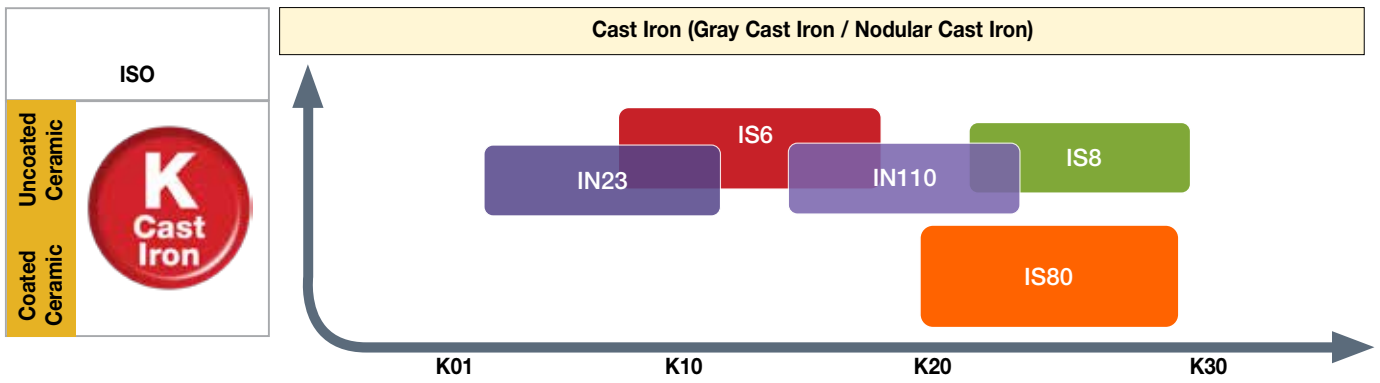 Cast Iron (Gray Cast Iron / Nodular Cast Iron)
ISO
Uncoated
Ceramic
Coated
Ceramic
K
Cast
Iron
IS6
IS8
IN23
IN110
IS80
K01
K10
K20
K30